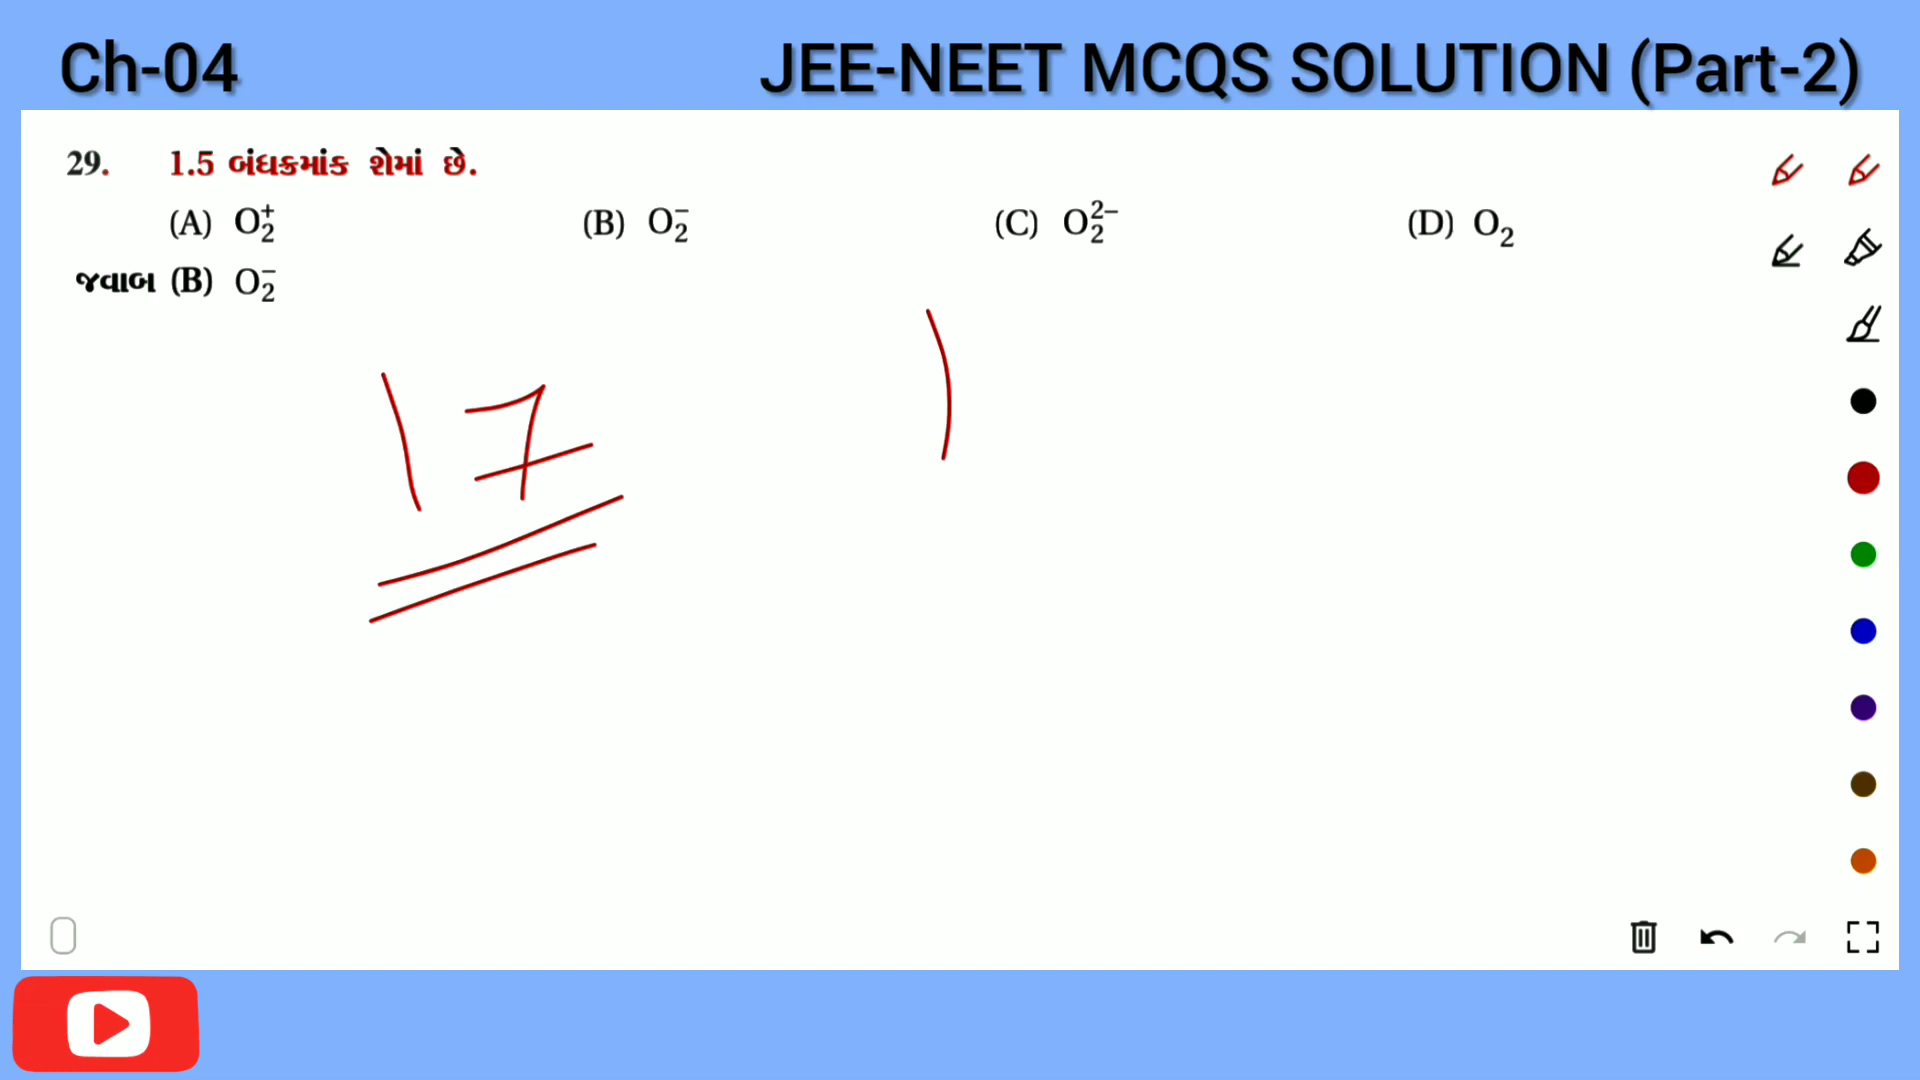 Ch-04 JEE-NEET MCQS SOLUTION (Part-2)
29. 1.5 બંધક્રમાંક શેમાં છે.
(A) O₂⁺ (B) O₂⁻ (C) O₂²⁻ (D) O₂
જવાબ (B) O₂⁻
17 1